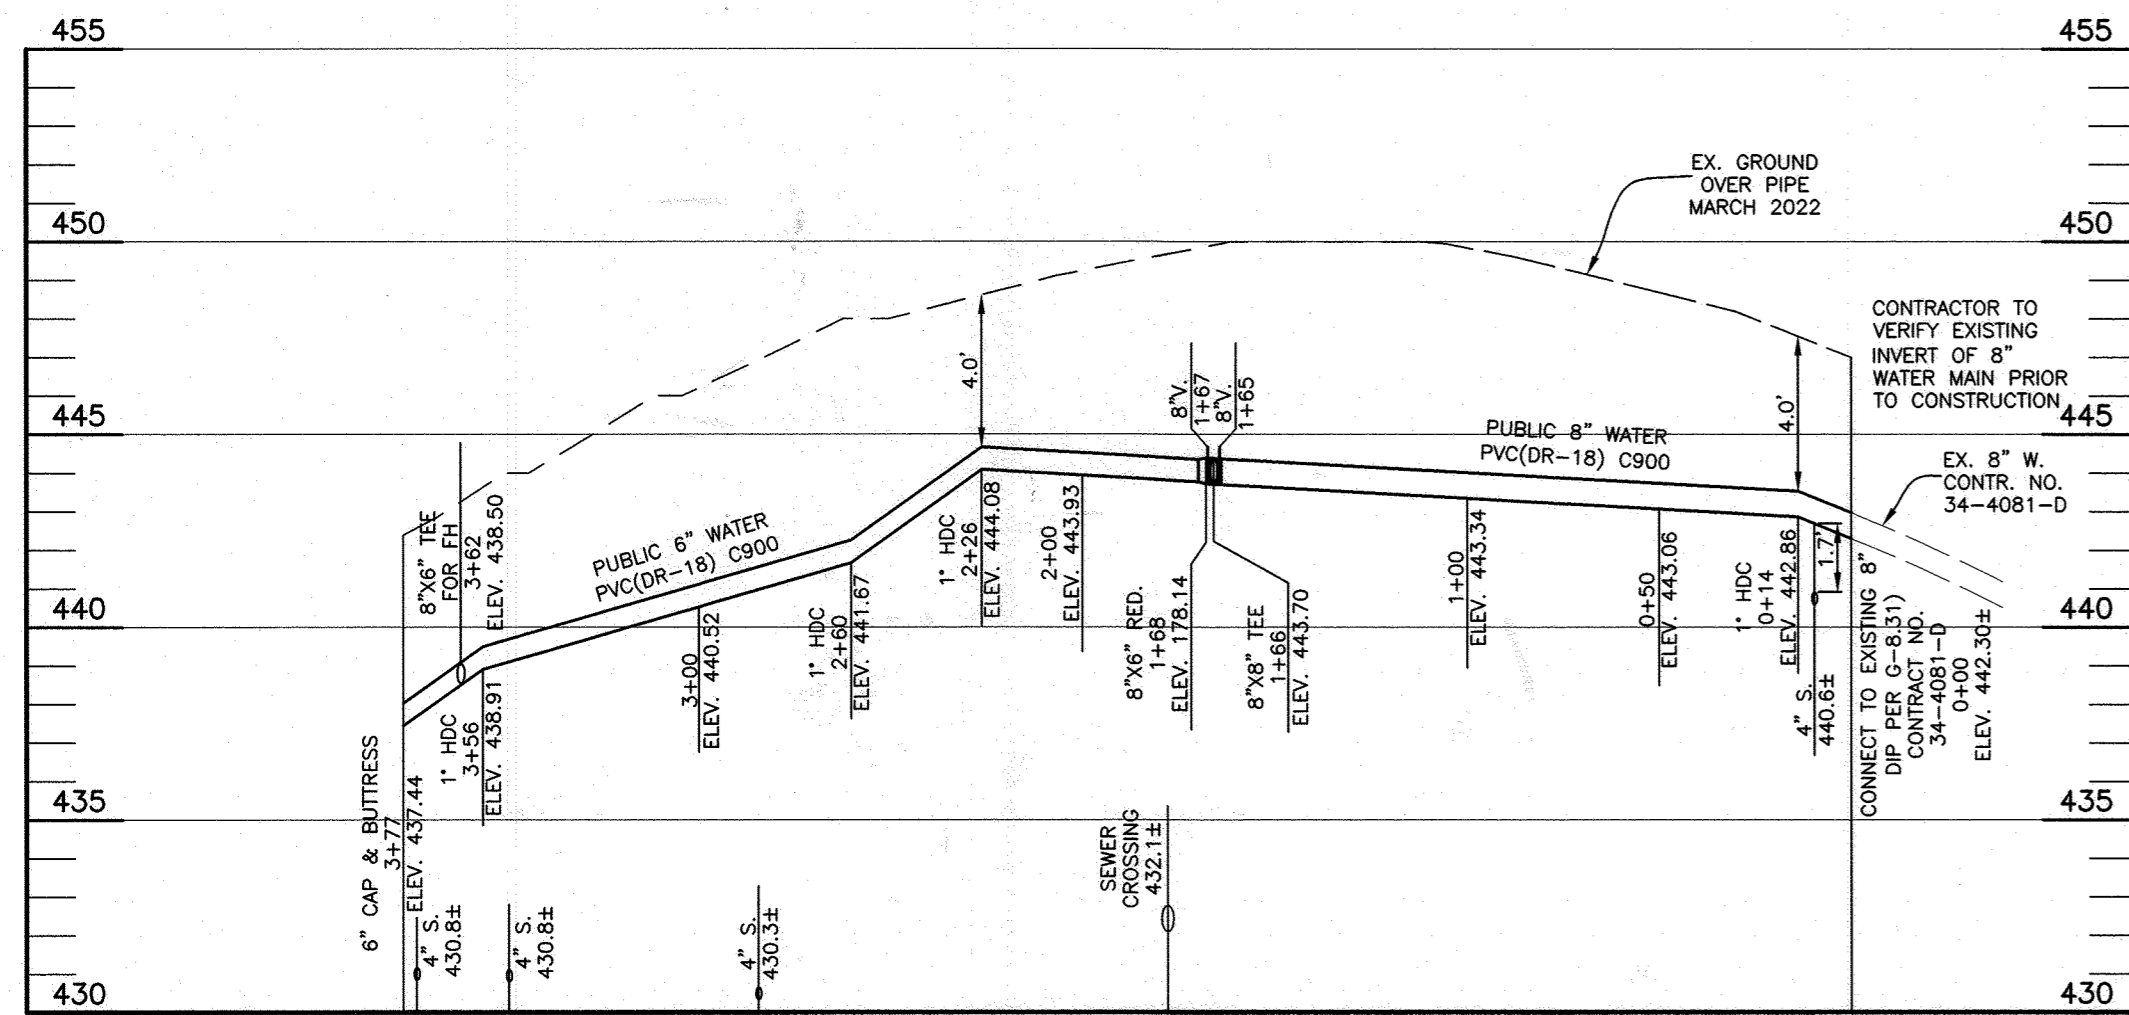 455
455
450
450
445
445
440
440
435
435
430
430
EX. GROUND
OVER PIPE
MARCH 2022
CONTRACTOR TO
VERIFY EXISTING
INVERT OF 8"
WATER MAIN PRIOR
TO CONSTRUCTION
EX. 8" W.
CONTR. NO.
34-4081-D
PUBLIC 8" WATER
PVC(DR-18) C900
PUBLIC 6" WATER
PVC(DR-18) C900
4.0'
4.0'
1.7'
6" CAP & BUTTRESS
3+77
ELEV. 437.44
8"X6" TEE
FOR FH
3+62
ELEV. 438.50
1° HDC
3+56
ELEV. 438.91
3+00
ELEV. 440.52
1° HDC
2+60
ELEV. 441.67
1° HDC
2+26
ELEV. 444.08
2+00
ELEV. 443.93
8"V.
1+67
8"V.
1+65
8"X6" RED.
1+68
ELEV. 178.14
8"X8" TEE
1+66
ELEV. 443.70
1+00
ELEV. 443.34
0+50
ELEV. 443.06
1° HDC
0+14
ELEV. 442.86
4" S.
440.6±
CONNECT TO EXISTING 8"
DIP PER G-8.31)
CONTRACT NO.
34-4081-D
0+00
ELEV. 442.30±
4" S.
430.8±
4" S.
430.8±
4" S.
430.3±
SEWER
CROSSING
432.1±